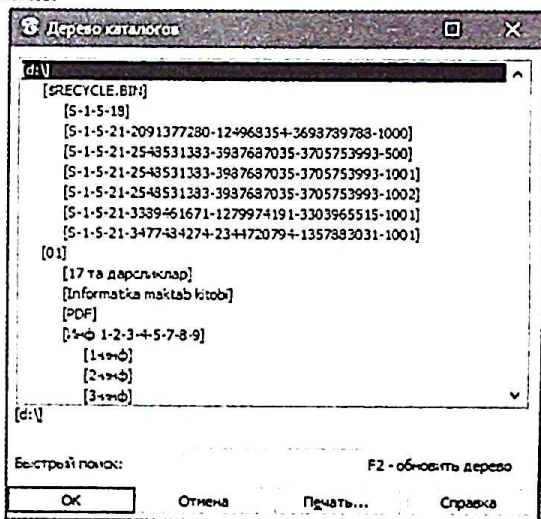 Дерево каталогов
[d:\]
[$RECYCLE.BIN]
[S-1-5-18]
[S-1-5-21-2091377280-124968354-3693789788-1000]
[S-1-5-21-2548531383-3987687035-3705753993-500]
[S-1-5-21-2548531383-3987687035-3705753993-1001]
[S-1-5-21-2548531383-3987687035-3705753993-1002]
[S-1-5-21-3389461671-1279974191-3303965515-1001]
[S-1-5-21-3477484274-2344720794-1357883031-1001]
[01]
[17 та дарсликлар]
[Informatika maktab kitobi]
[PDF]
[Инф 1-2-3-4-5-7-8-9]
[1-инф]
[2-инф]
[3-инф]
[d:\]
Быстрый поиск:
F2 - обновить дерево
ОК Отмена Печать... Справка